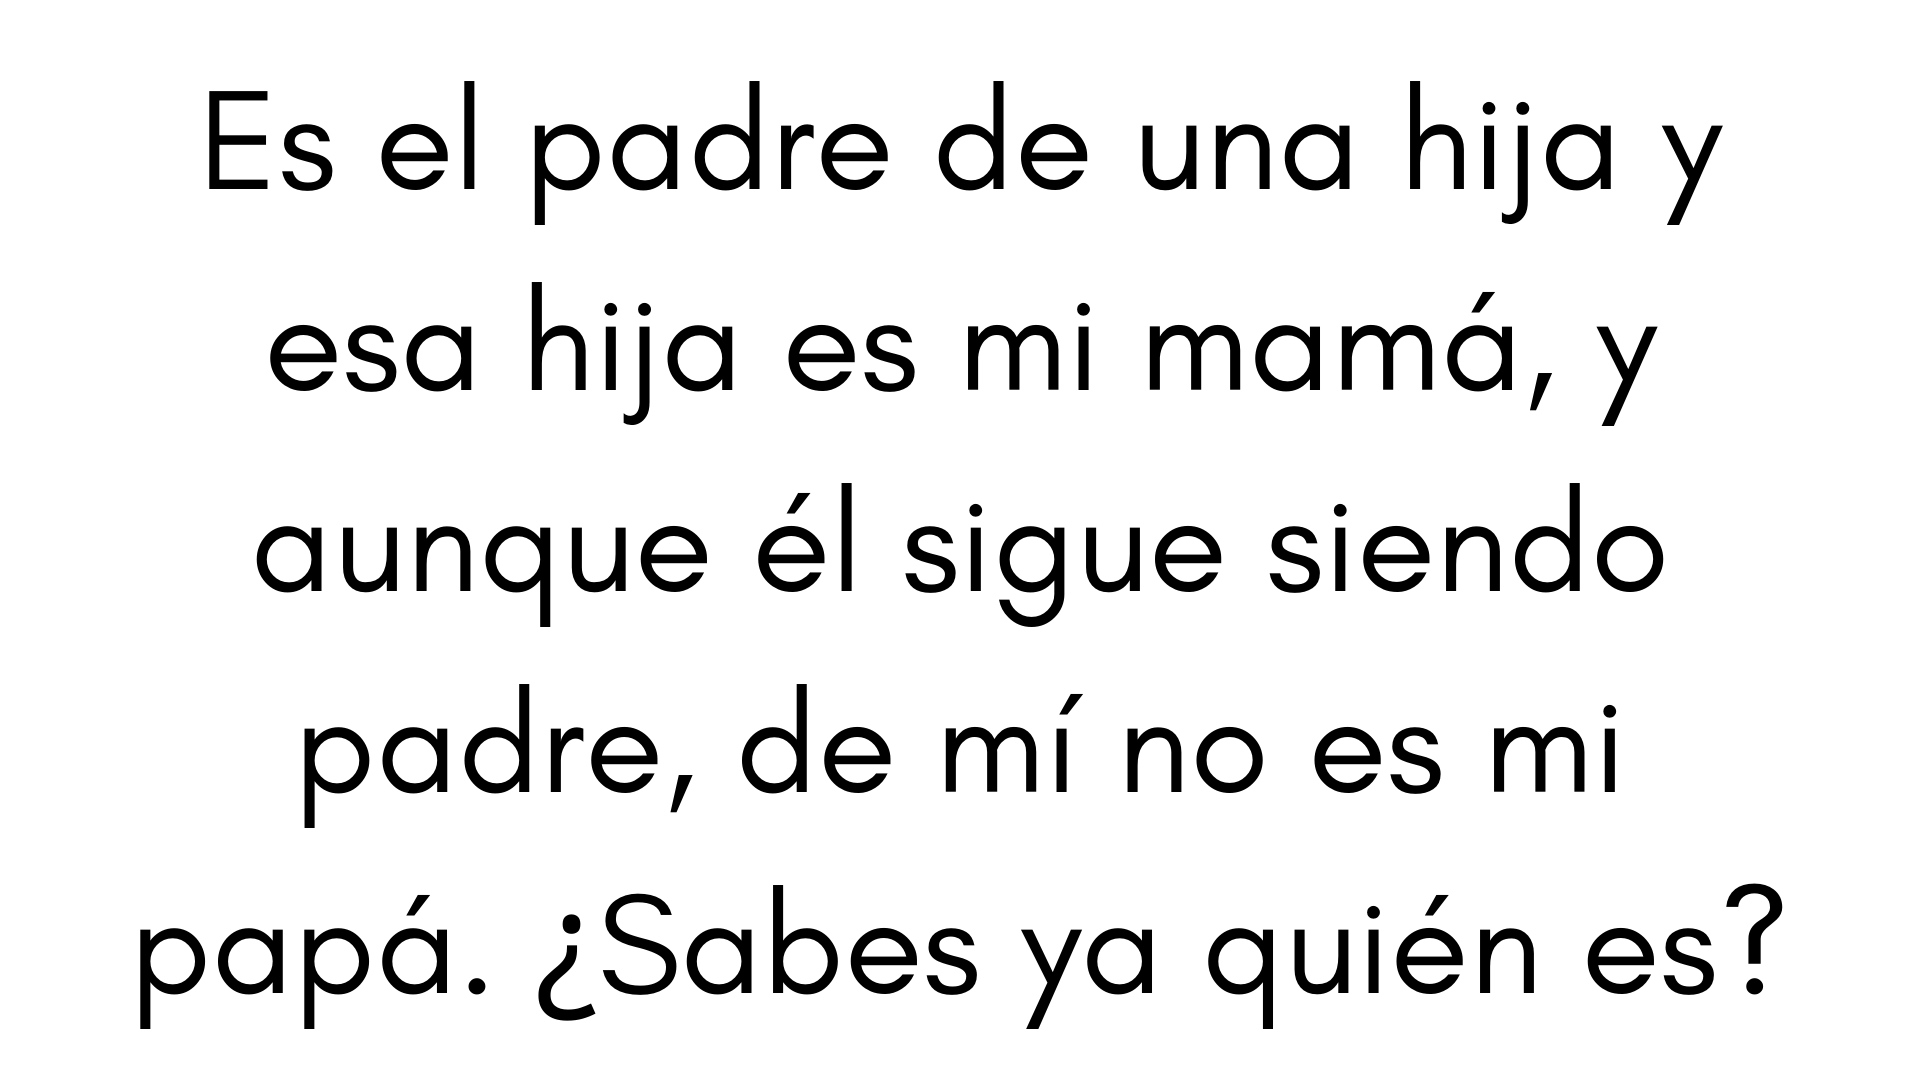 Es el padre de una hija y
esa hija es mi mamá, y
aunque él sigue siendo
padre, de mí no es mi
papá. ¿Sabes ya quién es?